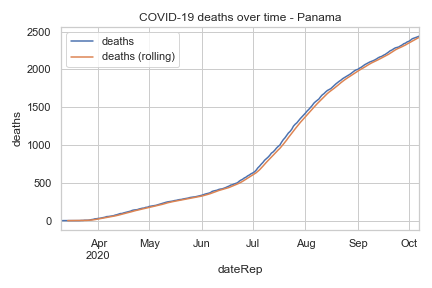 COVID-19 deaths over time - Panama
deaths
deaths (rolling)
2500
2000
1500
1000
500
0
deaths
Apr
2020
May
Jun
Jul
Aug
Sep
Oct
dateRep